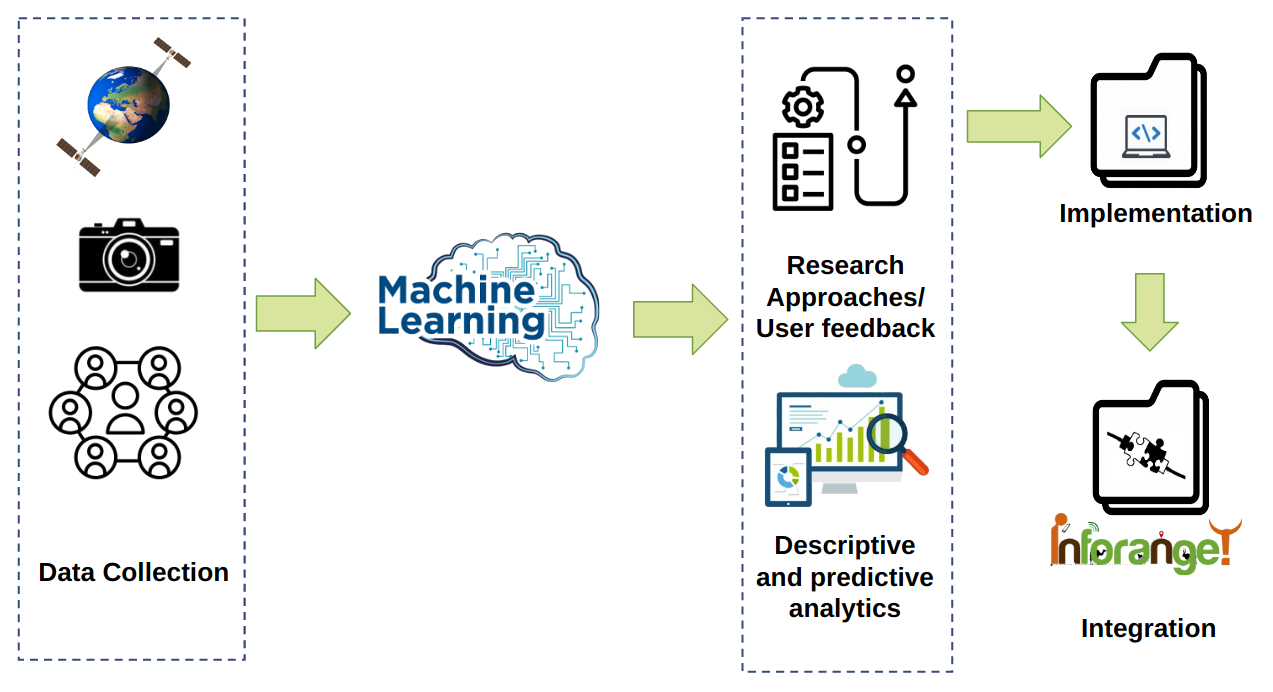 Data Collection
Machine
Learning
Research
Approaches/
User feedback
Descriptive
and predictive
analytics
</>
Implementation
inforange!
Integration